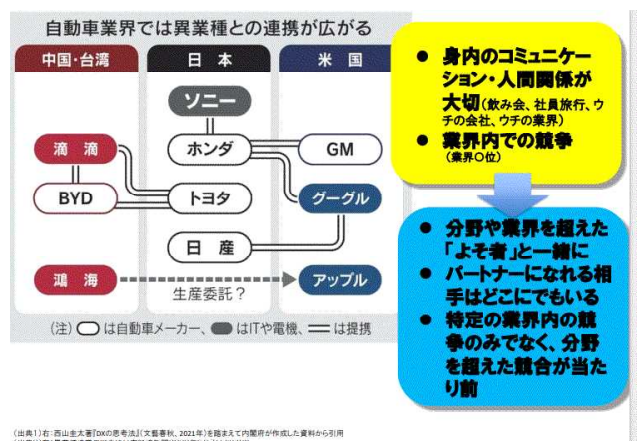 自動車業界では異業種との連携が広がる
中国・台湾
日 本
米 国
ソニー
滴 滴
ホンダ
GM
BYD
トヨタ
グーグル
日 産
鴻 海
生産委託？
アップル
(注)○は自動車メーカー、●はITや電機、＝は提携
● 身内のコミュニケー
ション・人間関係が
大切(飲み会、社員旅行、ウ
チの会社、ウチの業界)
● 業界内での競争
(業界〇位)
● 分野や業界を超えた
「よそ者」と一緒に
● パートナーになれる相
手はどこにでもいる
● 特定の業界内の競
争のみでなく、分野
を超えた競合が当た
り前
(出典1)右:西山圭太著『DXの思考法』(文藝春秋、2021年)を踏まえて内閣府が作成した資料から引用